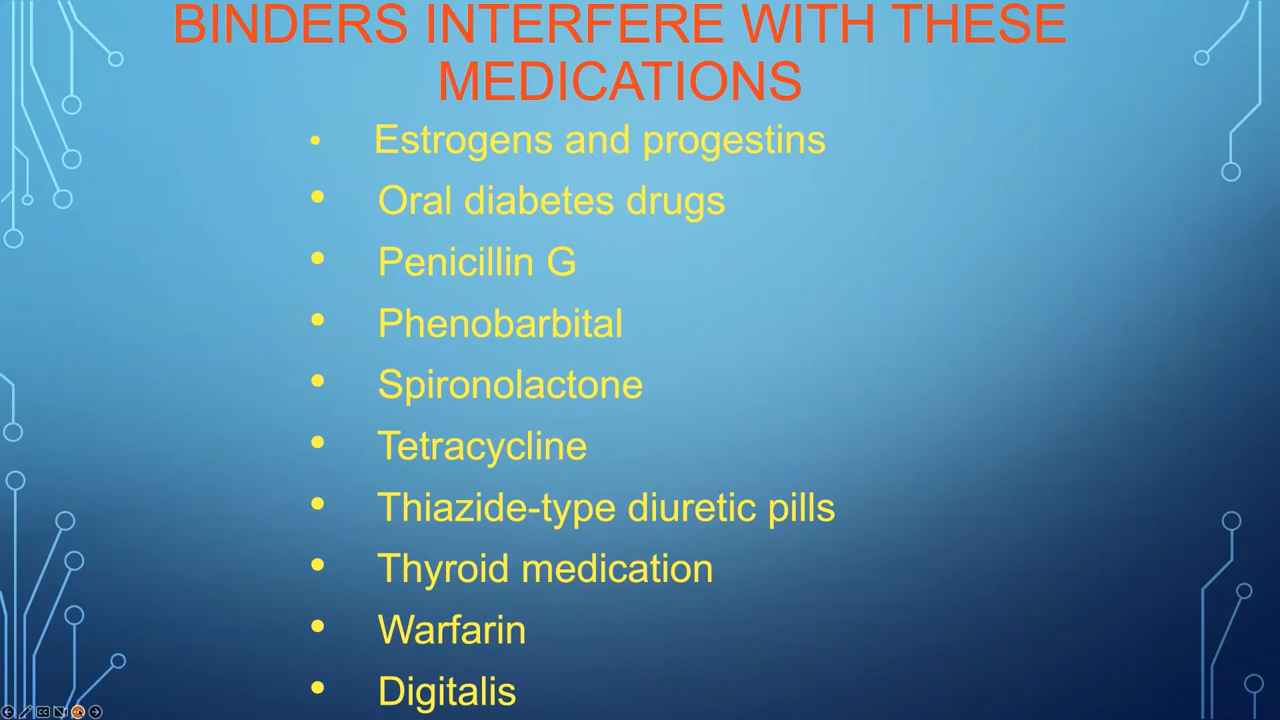 BINDERS INTERFERE WITH THESE
MEDICATIONS
• Estrogens and progestins
• Oral diabetes drugs
• Penicillin G
• Phenobarbital
• Spironolactone
• Tetracycline
• Thiazide-type diuretic pills
• Thyroid medication
• Warfarin
• Digitalis